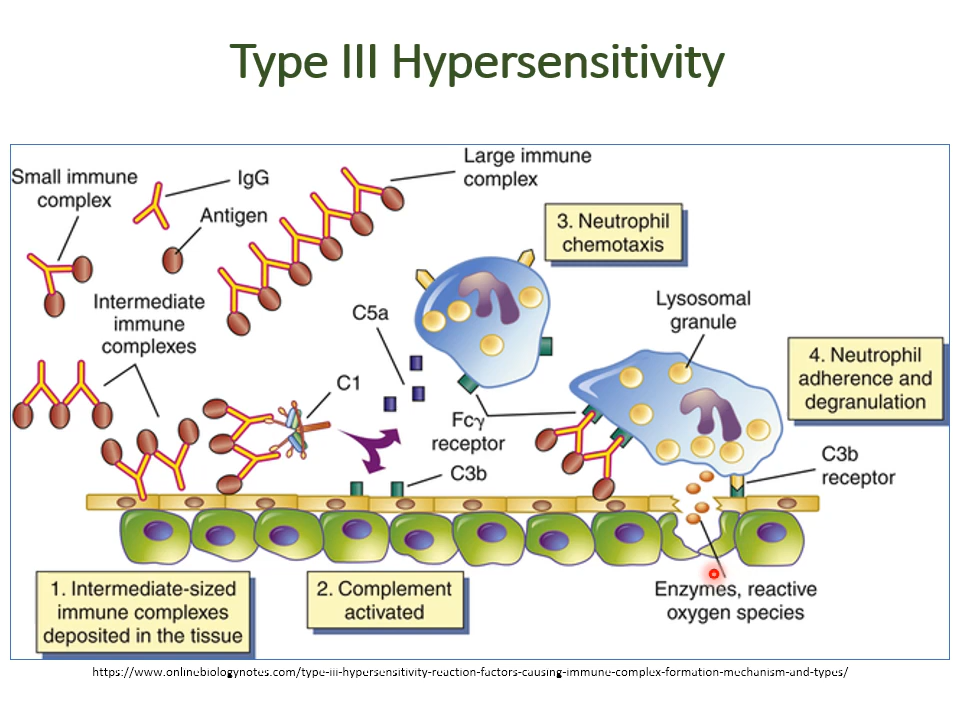 Type III Hypersensitivity
Small immune
complex
IgG
Antigen
Large immune
complex
3. Neutrophil
chemotaxis
Intermediate
immune
complexes
C5a
Lysosomal
granule
4. Neutrophil
adherence and
degranulation
C1
Fcγ
receptor
C3b
C3b
receptor
1. Intermediate-sized
immune complexes
deposited in the tissue
2. Complement
activated
Enzymes, reactive
oxygen species
https://www.onlinebiologynotes.com/type-iii-hypersensitivity-reaction-factors-causing-immune-complex-formation-mechanism-and-types/